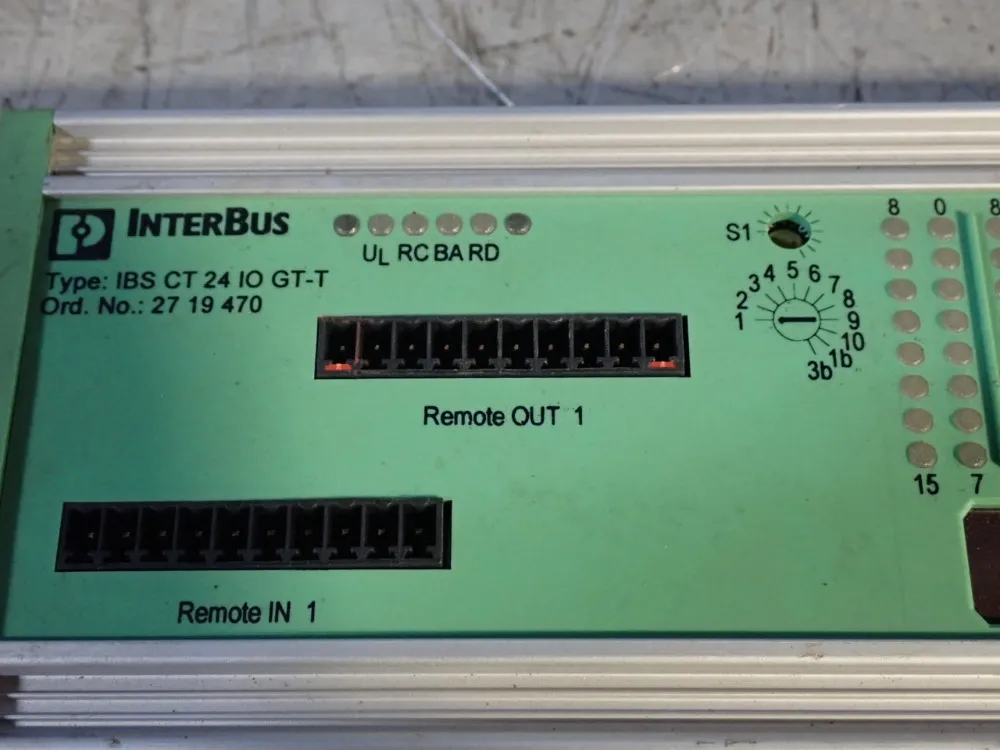 INTERBUS
UL RC BA RD
Type: IBS CT 24 IO GT-T
Ord. No.: 27 19 470
S1
1 2 3 4 5 6 7 8 9 10 1b 3b
8 0 8
Remote OUT 1
15 7
Remote IN 1